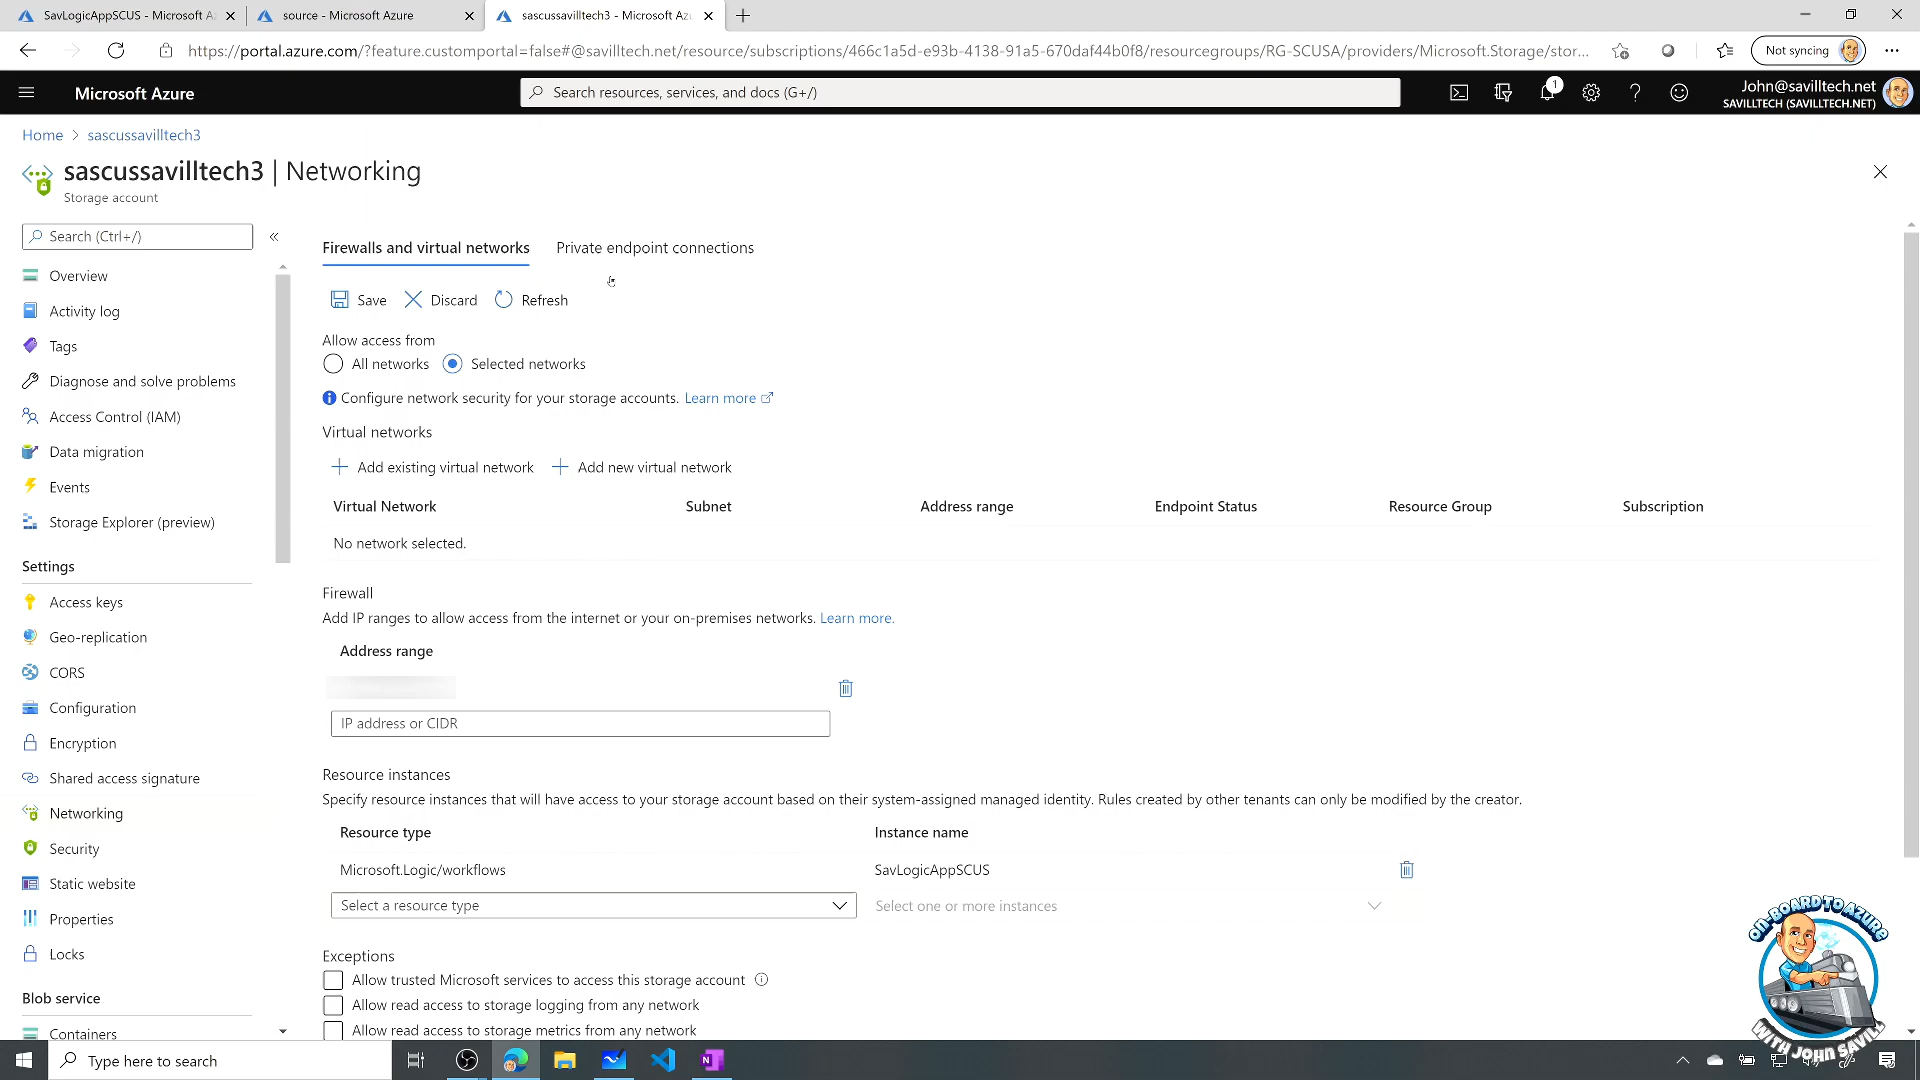 SavLogicAppSCUS - Microsoft Az
source - Microsoft Azure
sascussavilltech3 - Microsoft Az
https://portal.azure.com/?feature.customportal=false#@savilltech.net/resource/subscriptions/466c1a5d-e93b-4138-91a5-670daf44b0f8/resourcegroups/RG-SCUSA/providers/Microsoft.Storage/stor...
Not syncing
Microsoft Azure
Search resources, services, and docs (G+/)
1
John@savilltech.net
SAVILLTECH (SAVILLTECH.NET)
Home > sascussavilltech3
sascussavilltech3 | Networking
Storage account
Search (Ctrl+/)
Overview
Activity log
Tags
Diagnose and solve problems
Access Control (IAM)
Data migration
Events
Storage Explorer (preview)
Settings
Access keys
Geo-replication
CORS
Configuration
Encryption
Shared access signature
Networking
Security
Static website
Properties
Locks
Blob service
Containers
Firewalls and virtual networks
Private endpoint connections
Save
Discard
Refresh
Allow access from
All networks
Selected networks
Configure network security for your storage accounts. Learn more
Virtual networks
Add existing virtual network
Add new virtual network
Virtual Network
Subnet
Address range
Endpoint Status
Resource Group
Subscription
No network selected.
Firewall
Add IP ranges to allow access from the internet or your on-premises networks. Learn more.
Address range
IP address or CIDR
Resource instances
Specify resource instances that will have access to your storage account based on their system-assigned managed identity. Rules created by other tenants can only be modified by the creator.
Resource type
Instance name
Microsoft.Logic/workflows
SavLogicAppSCUS
Select a resource type
Select one or more instances
Exceptions
Allow trusted Microsoft services to access this storage account
Allow read access to storage logging from any network
Allow read access to storage metrics from any network
ON-BOARD TO AZURE
WITH JOHN SAVILL
Type here to search